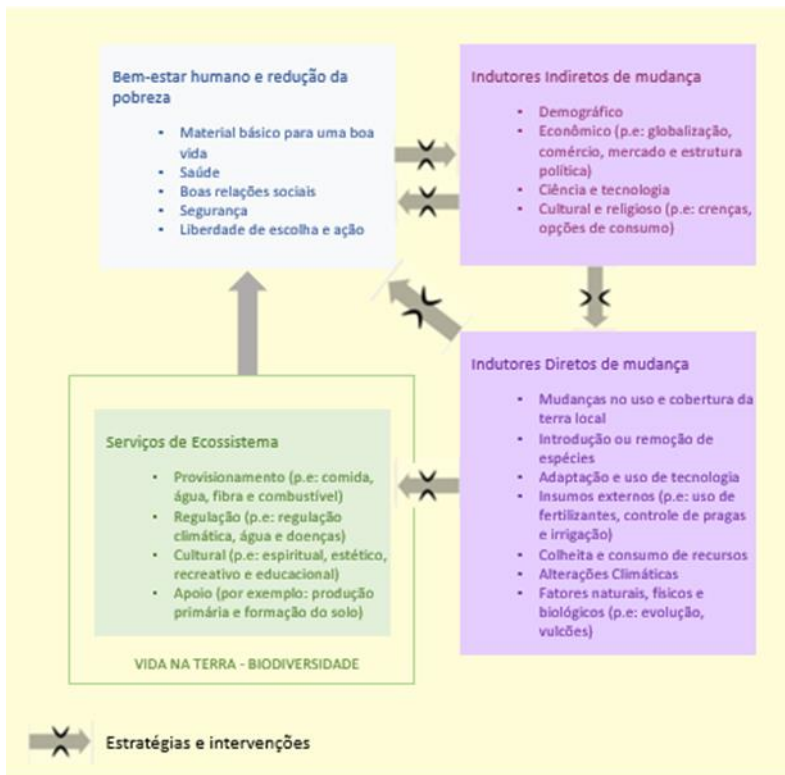 Bem-estar humano e redução da
pobreza
• Material básico para uma boa
vida
• Saúde
• Boas relações sociais
• Segurança
• Liberdade de escolha e ação
Indutores Indiretos de mudança
• Demográfico
• Econômico (p.e: globalização,
comércio, mercado e estrutura
política)
• Ciência e tecnologia
• Cultural e religioso (p.e: crenças,
opções de consumo)
Indutores Diretos de mudança
• Mudanças no uso e cobertura da
terra local
• Introdução ou remoção de
espécies
• Adaptação e uso de tecnologia
• Insumos externos (p.e: uso de
fertilizantes, controle de pragas
e irrigação)
• Colheita e consumo de recursos
• Alterações Climáticas
• Fatores naturais, físicos e
biológicos (p.e: evolução,
vulcões)
Serviços de Ecossistema
• Provisionamento (p.e: comida,
água, fibra e combustível)
• Regulação (p.e: regulação
climática, água e doenças)
• Cultural (p.e: espiritual, estético,
recreativo e educacional)
• Apoio (por exemplo: produção
primária e formação do solo)
VIDA NA TERRA - BIODIVERSIDADE
Estratégias e intervenções